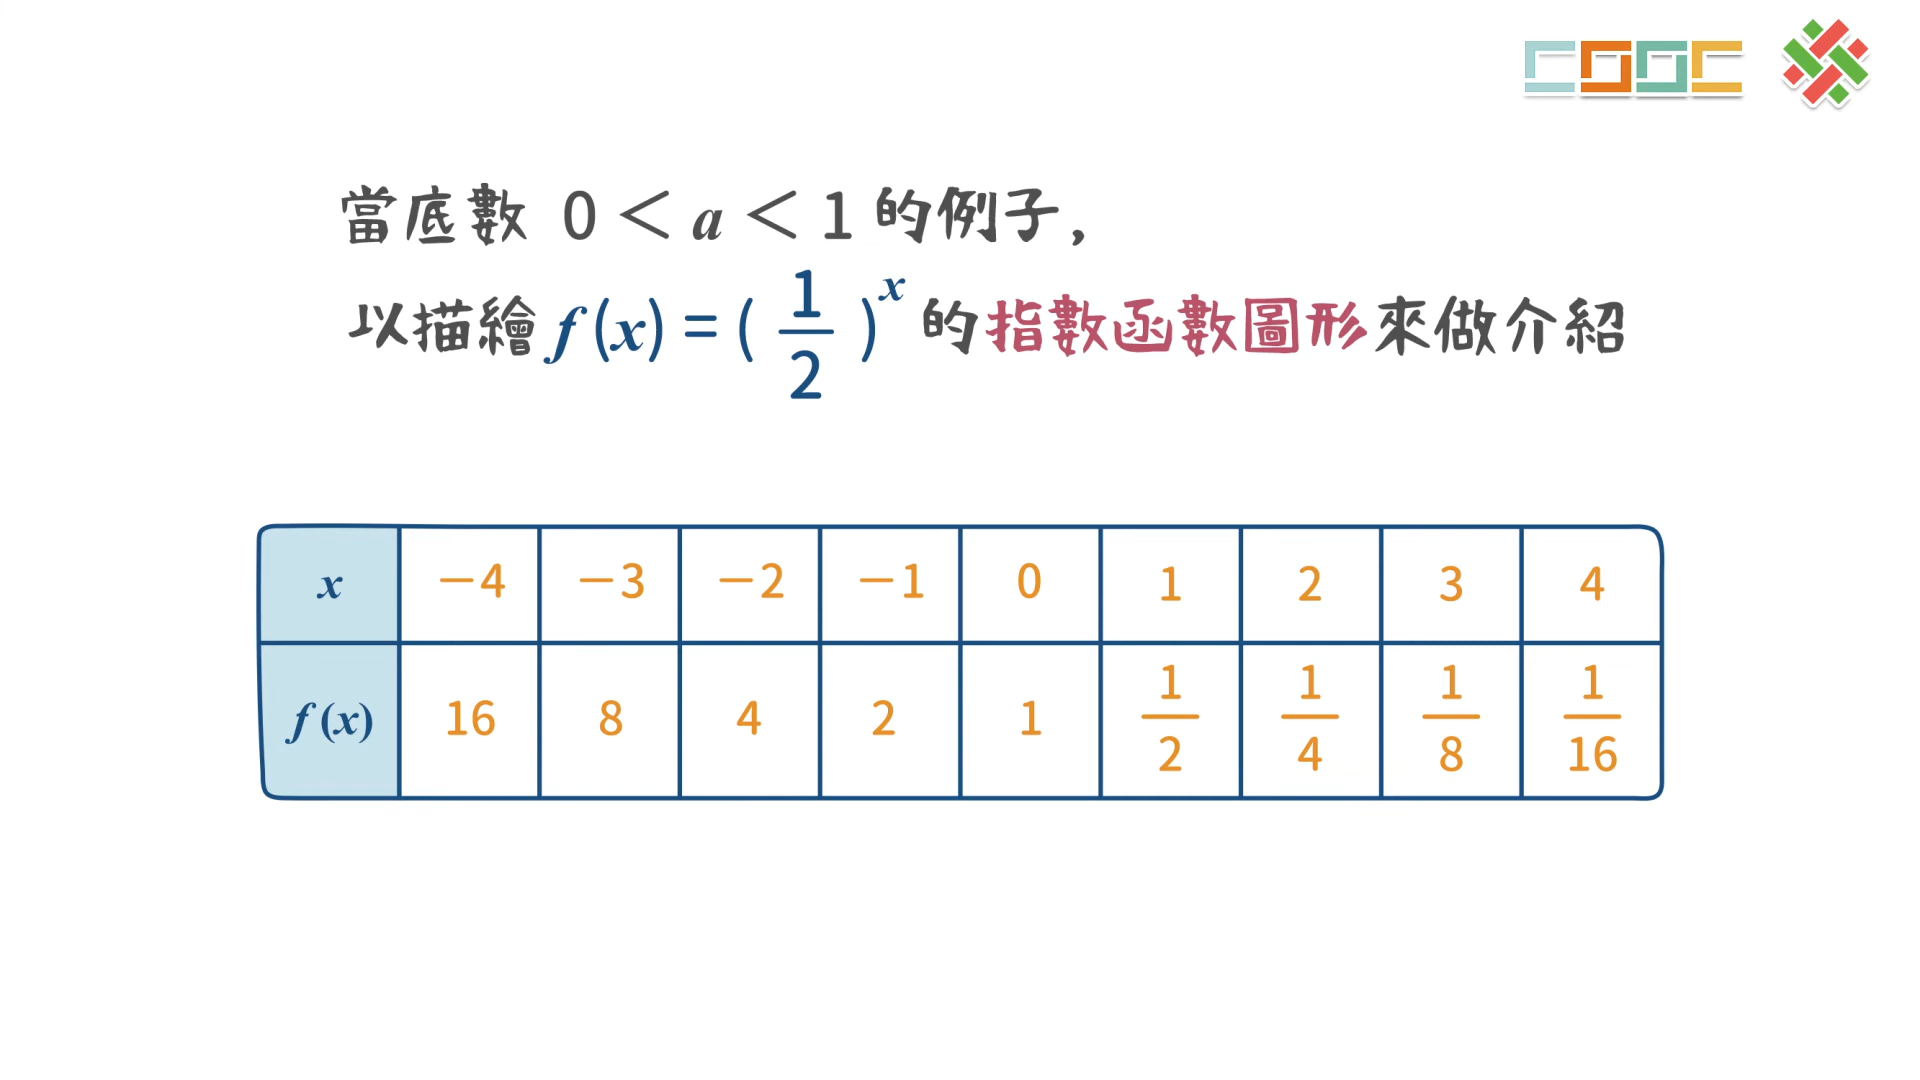 COOC
當底數 0 < a < 1 的例子,
以描繪 f(x) = (1/2)^x 的指數函數圖形來做介紹
x −4 −3 −2 −1 0 1 2 3 4
f(x) 16 8 4 2 1 1/2 1/4 1/8 1/16